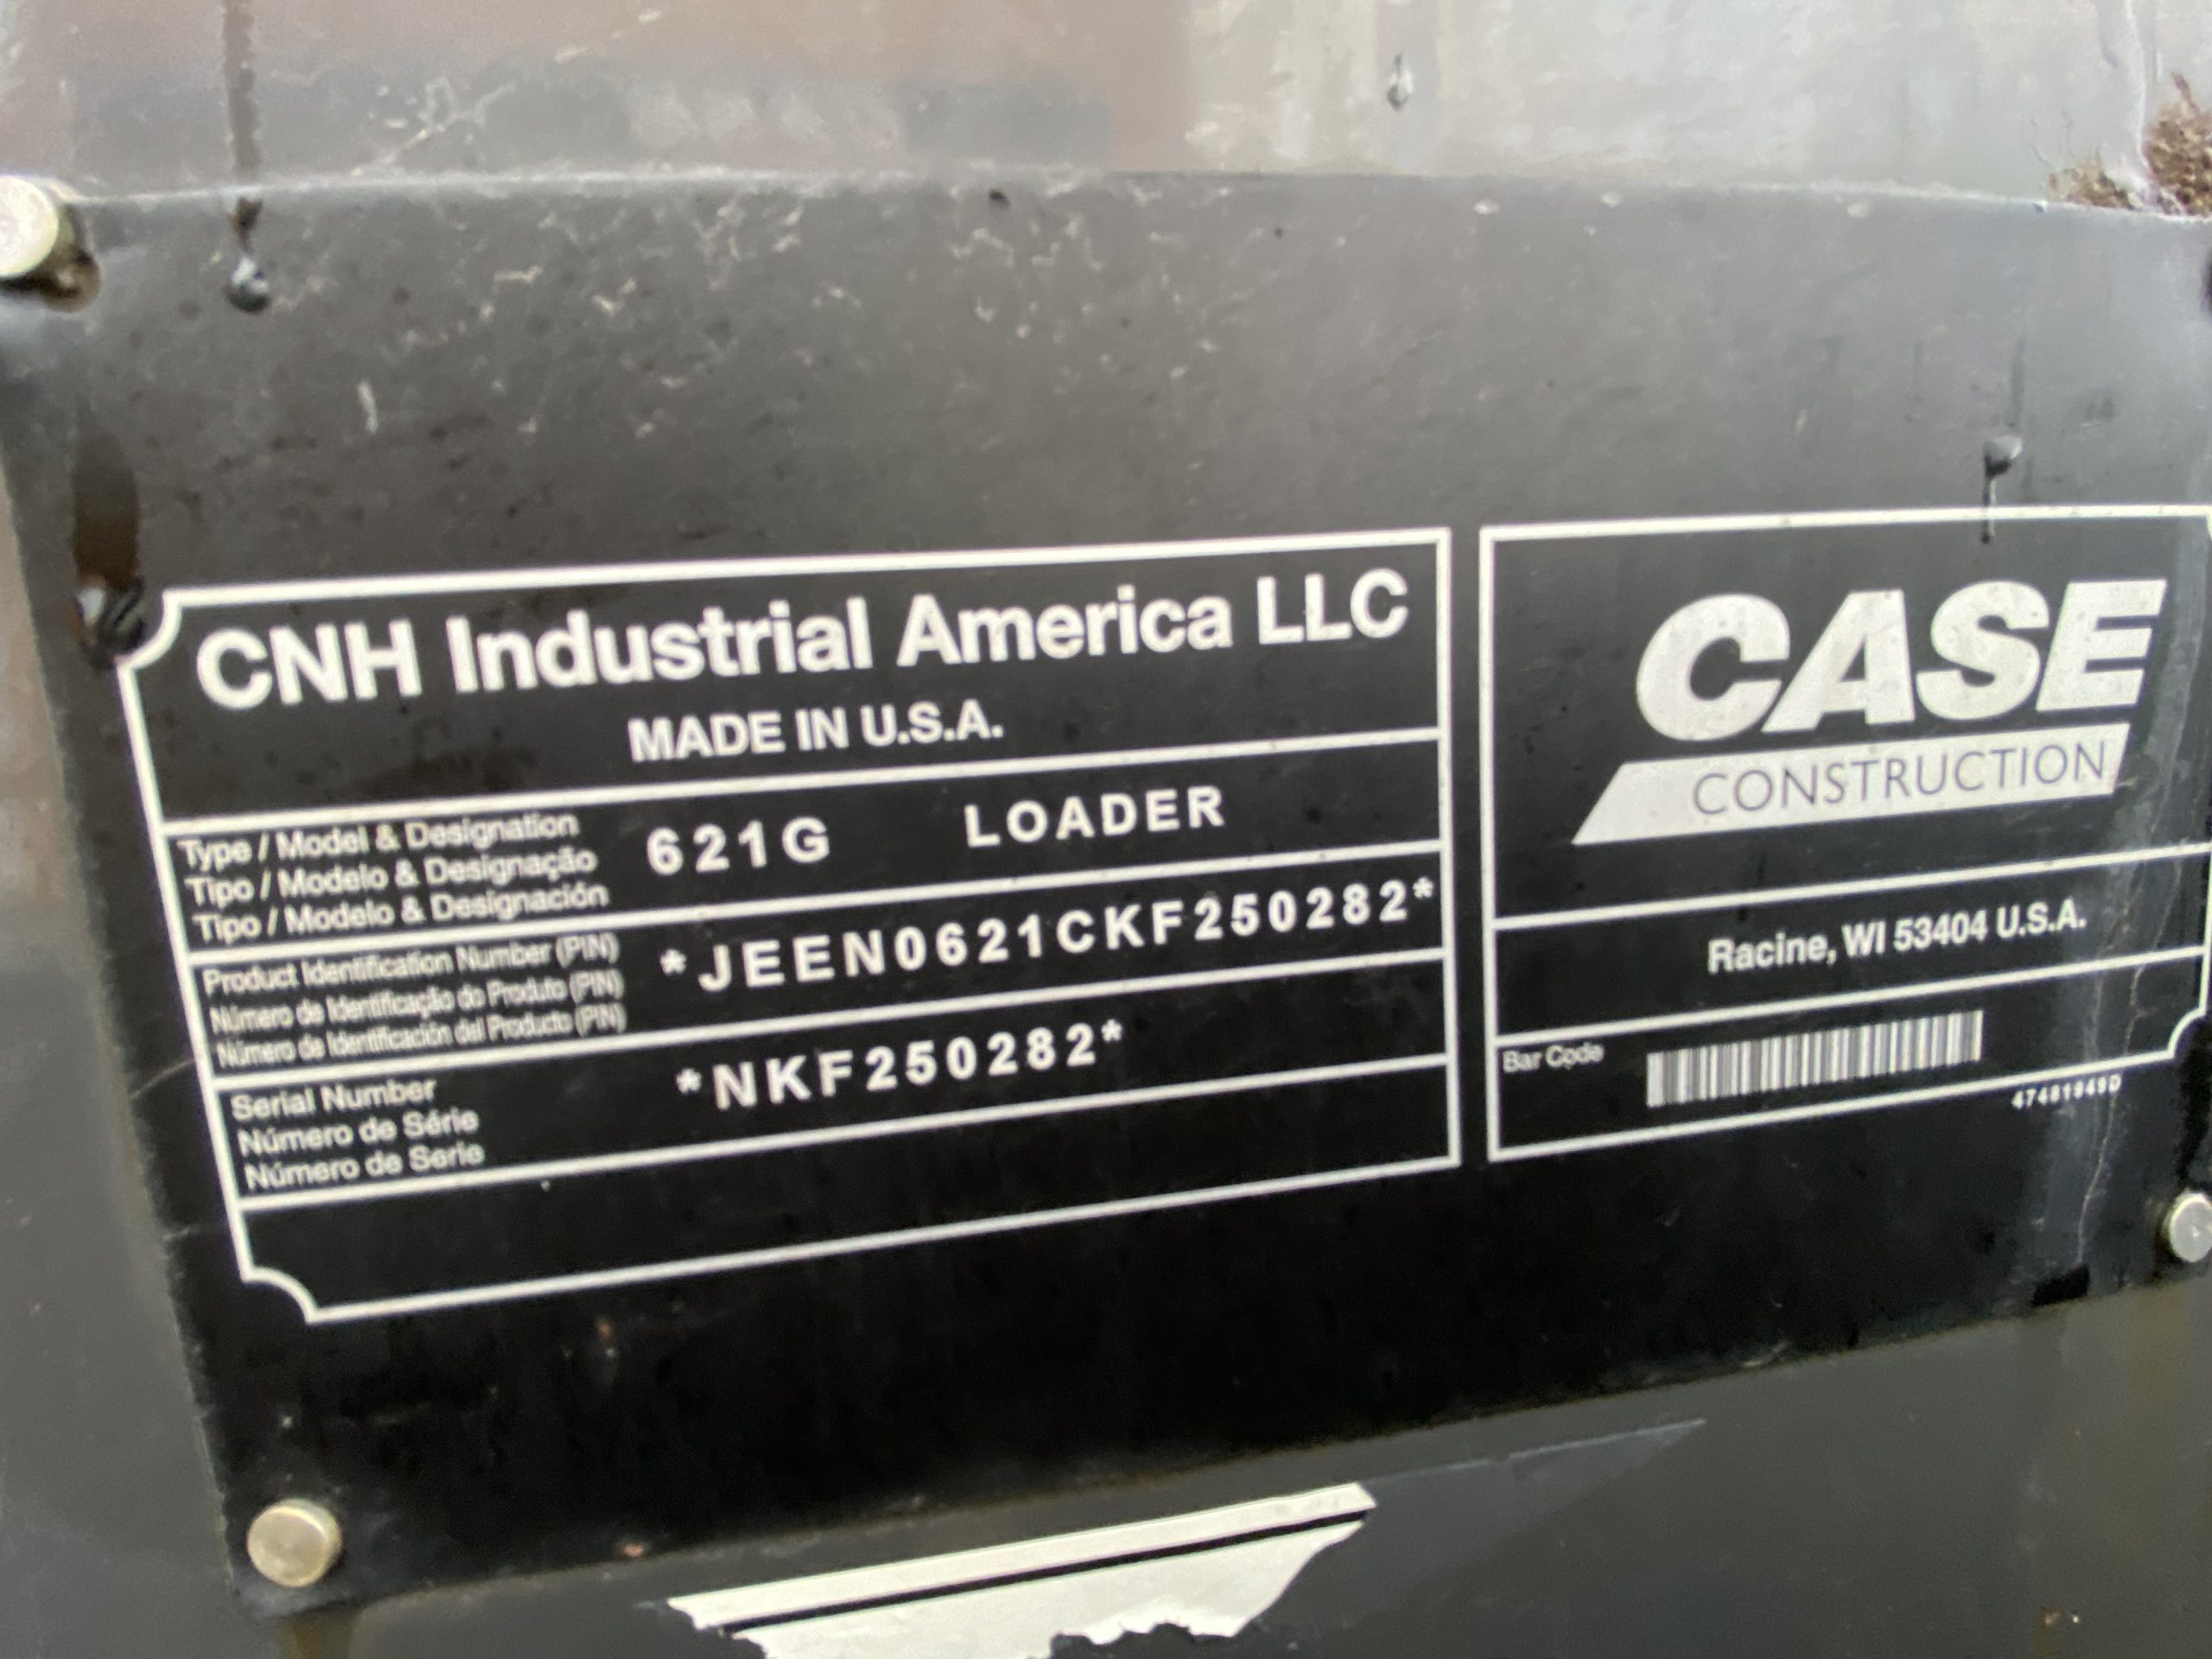 CNH Industrial America LLC
MADE IN U.S.A.
Type / Model & Designation
Tipo / Modelo & Designação
Tipo / Modelo & Designación
621G LOADER
Product Identification Number (PIN)
Número de Identificação do Produto (PIN)
Número de Identificación del Producto (PIN)
*JEEN0621CKF250282*
Serial Number
Número de Série
Número de Serie
*NKF250282*
CASE
CONSTRUCTION
Racine, WI 53404 U.S.A.
Bar Code